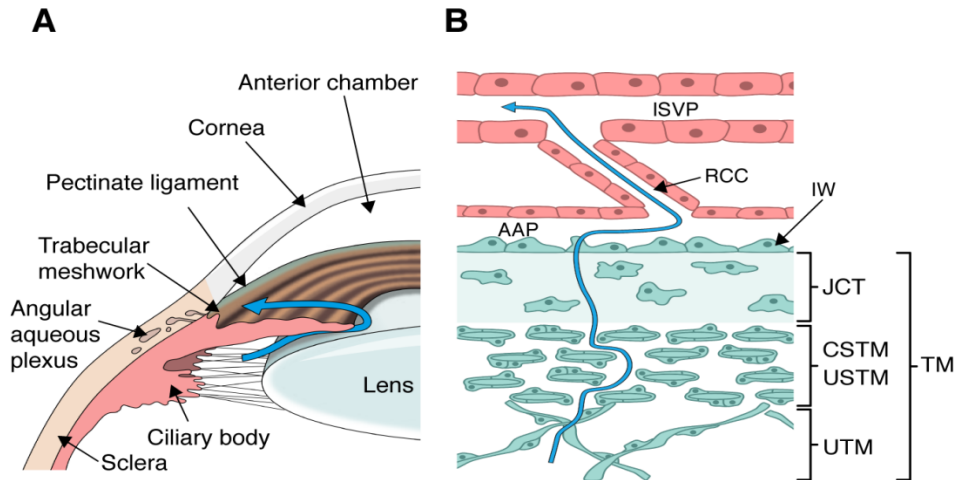 A
Anterior chamber
Cornea
Pectinate ligament
Trabecular
meshwork
Angular
aqueous
plexus
Lens
Ciliary body
Sclera
B
ISVP
RCC
IW
AAP
JCT
CSTM
USTM
TM
UTM